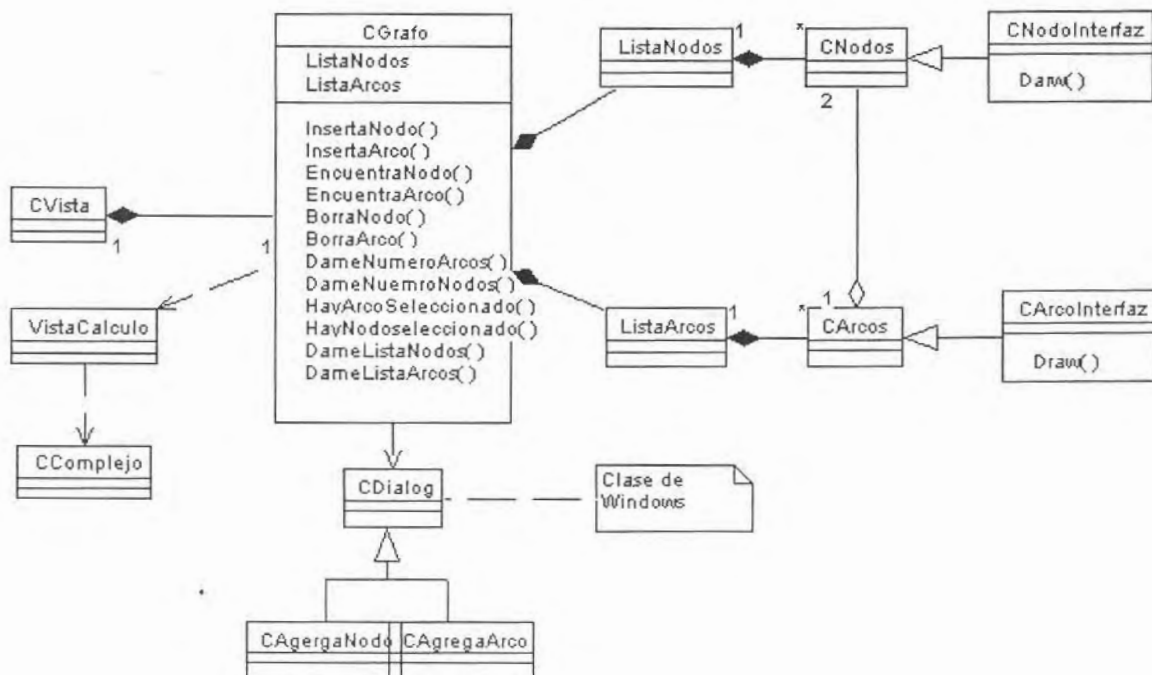 CGrafo
ListaNodos
ListaArcos
InsertaNodo()
InsertaArco()
EncuentraNodo()
EncuentraArco()
BorraNodo()
BorraArco()
DameNumeroArcos()
DameNuemroNodos()
HayArcoSeleccionado()
HayNodoseleccionado()
DameListaNodos()
DameListaArcos()
ListaNodos
1
*
CNodos
2
CNodoInterfaz
Darw()
CVista
1
1
VistaCalculo
CComplejo
ListaArcos
1
*
1
CArcos
CArcoInterfaz
Draw()
CDialog
Clase de
Windows
CAgergaNodo
CAgregaArco